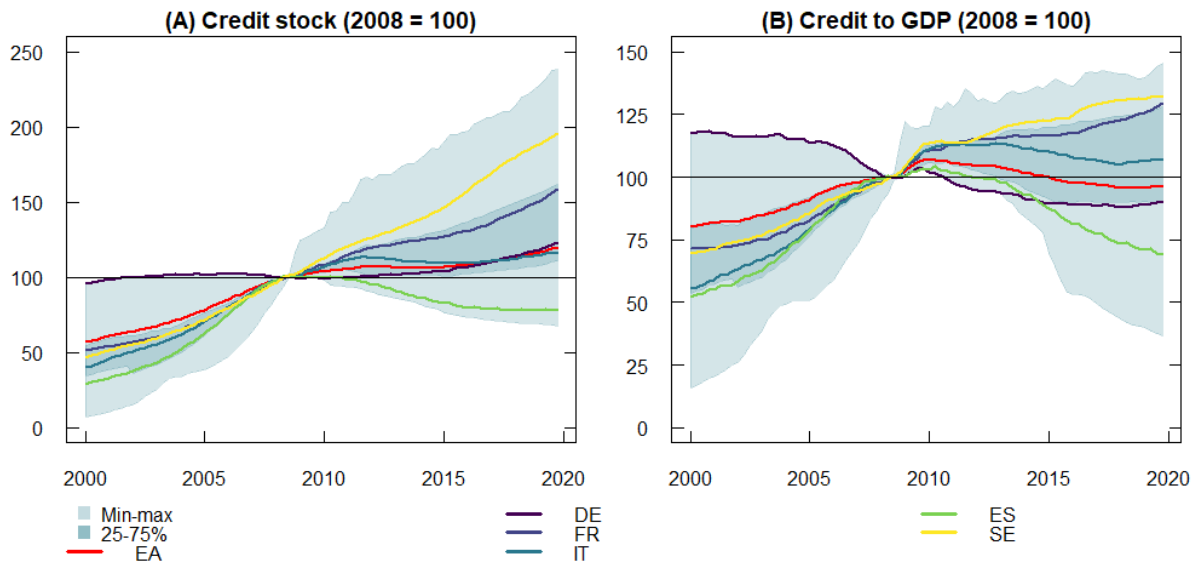 (A) Credit stock (2008 = 100)
250
200
150
100
50
0
2000 2005 2010 2015 2020
(B) Credit to GDP (2008 = 100)
150
125
100
75
50
25
0
2000 2005 2010 2015 2020
Min-max DE ES
25-75% FR SE
EA IT